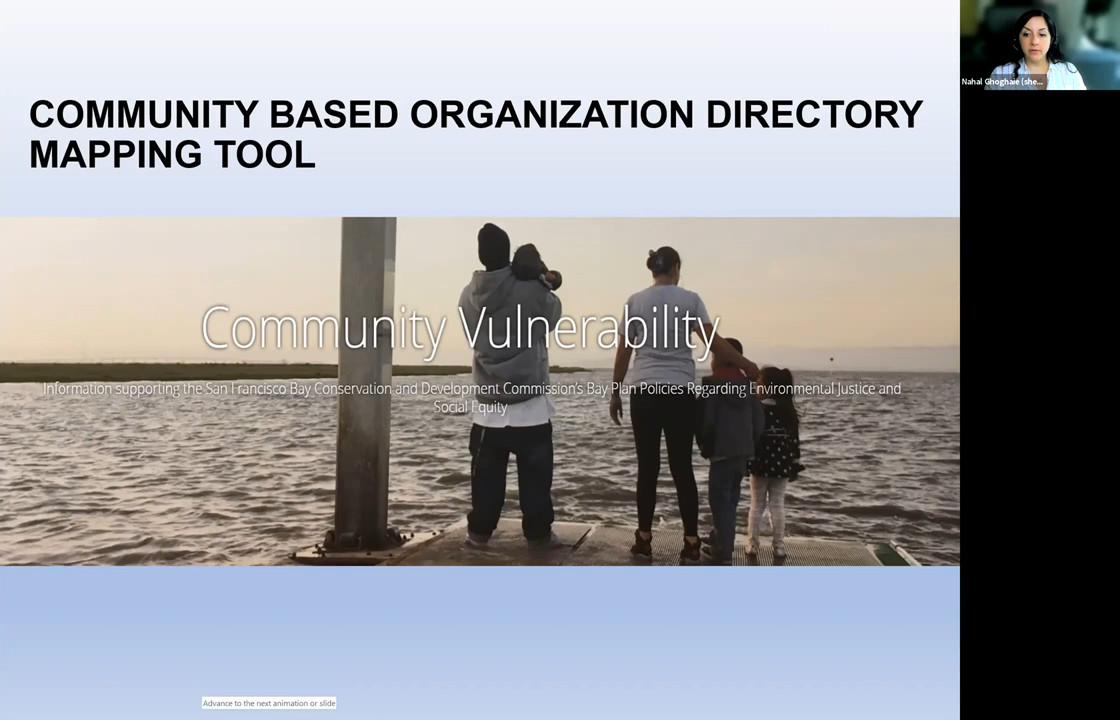 COMMUNITY BASED ORGANIZATION DIRECTORY
MAPPING TOOL
Nahal Ghoghaie (she...
Community Vulnerability
Information supporting the San Francisco Bay Conservation and Development Commission's Bay Plan Policies Regarding Environmental Justice and
Social Equity
Advance to the next animation or slide